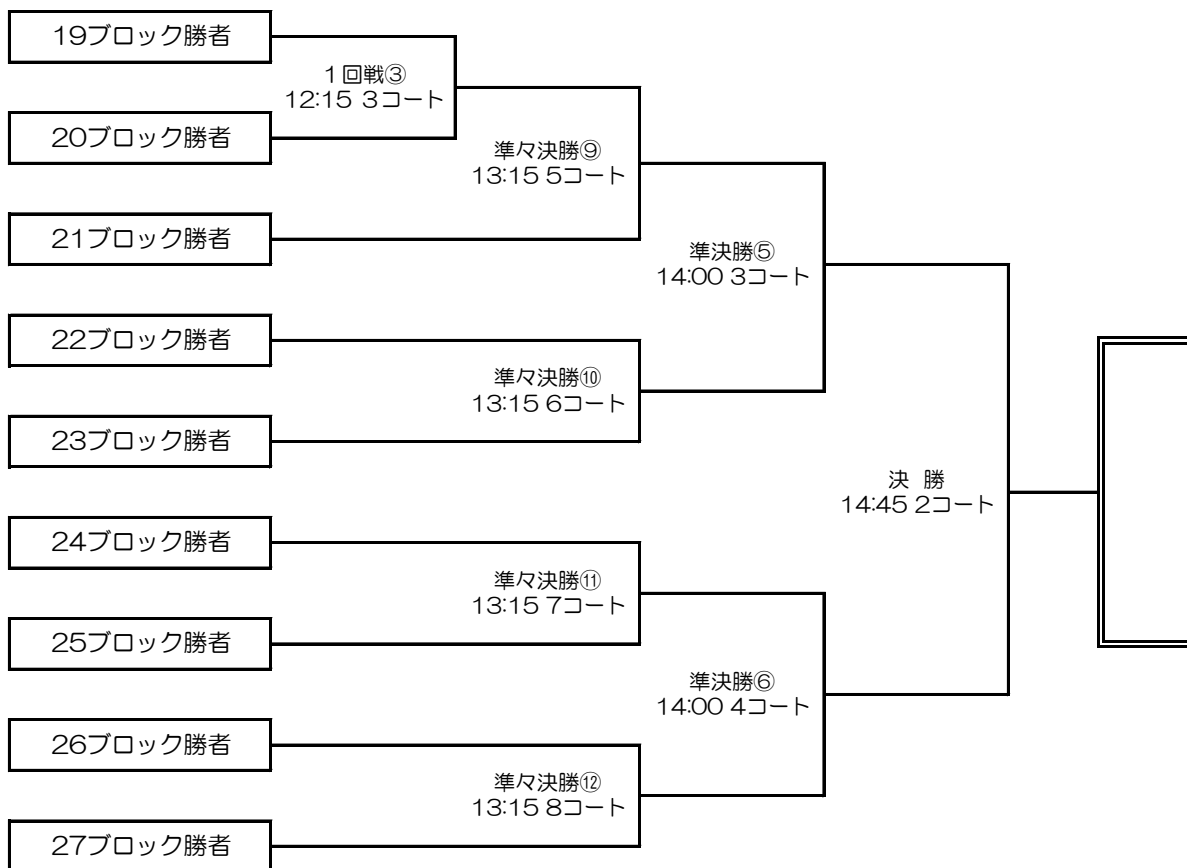 19ブロック勝者
1回戦③
12:15 3コート
20ブロック勝者
準々決勝⑨
13:15 5コート
21ブロック勝者
準決勝⑤
14:00 3コート
22ブロック勝者
準々決勝⑩
13:15 6コート
23ブロック勝者
決 勝
14:45 2コート
24ブロック勝者
準々決勝⑪
13:15 7コート
25ブロック勝者
準決勝⑥
14:00 4コート
26ブロック勝者
準々決勝⑫
13:15 8コート
27ブロック勝者